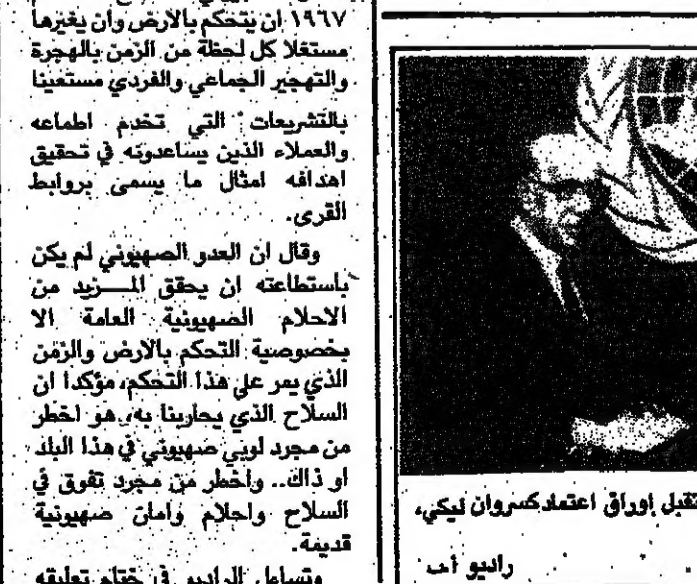 ١٩٦٧ ان يتحكم بالارض وان يغيرها
مستغلا كل لحظة من الزمن بالهجرة
والتهجير الجماعي والفردي مستعينا
بالتشريعات التي تخدم اطماعه
والعملاء الذين يساعدونه في تحقيق
اهدافه امثال ما يسمى بروابط
القرى.
وقال ان العدو الصهيوني لم يكن
باستطاعته ان يحقق المزيد من
الاحلام الصهيونية العامة الا
بخصوصية التحكم بالارض والزمن
الذي يمر على هذا التحكم، مؤكدا ان
السلاح الذي يحاربنا به، هو اخطر
من مجرد لوبي صهيوني في هذا البلد
او ذاك.. واخطر من مجرد تفوق في
السلاح واحلام وامان صهيونية
قديمة.
وتساءل الراديو في ختام تعليقه
تقبل اوراق اعتماد كسروان ليكي،
راديو